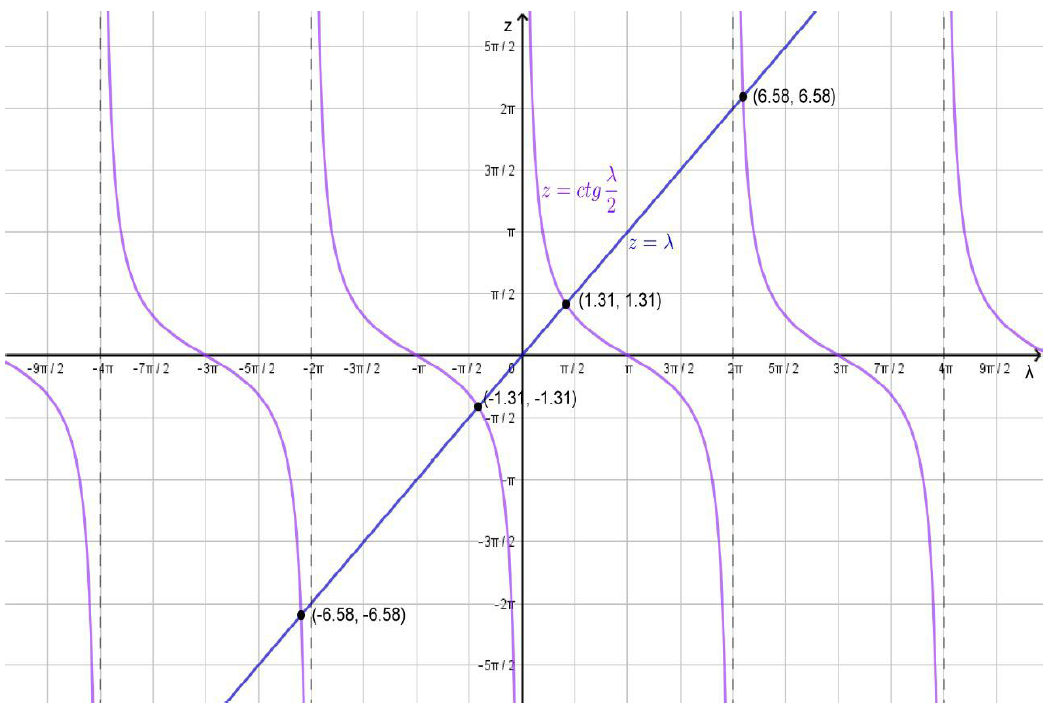 z
5π / 2
2π
(6.58, 6.58)
3π / 2
z = ctg λ/2
π
z = λ
π / 2
(1.31, 1.31)
-9π / 2 -4π -7π / 2 -3π -5π / 2 -2π -3π / 2 -π -π / 2 0 π / 2 π 3π / 2 2π 5π / 2 3π 7π / 2 4π 9π / 2 λ
(-1.31, -1.31)
-π / 2
-π
-3π / 2
-2π
(-6.58, -6.58)
-5π / 2